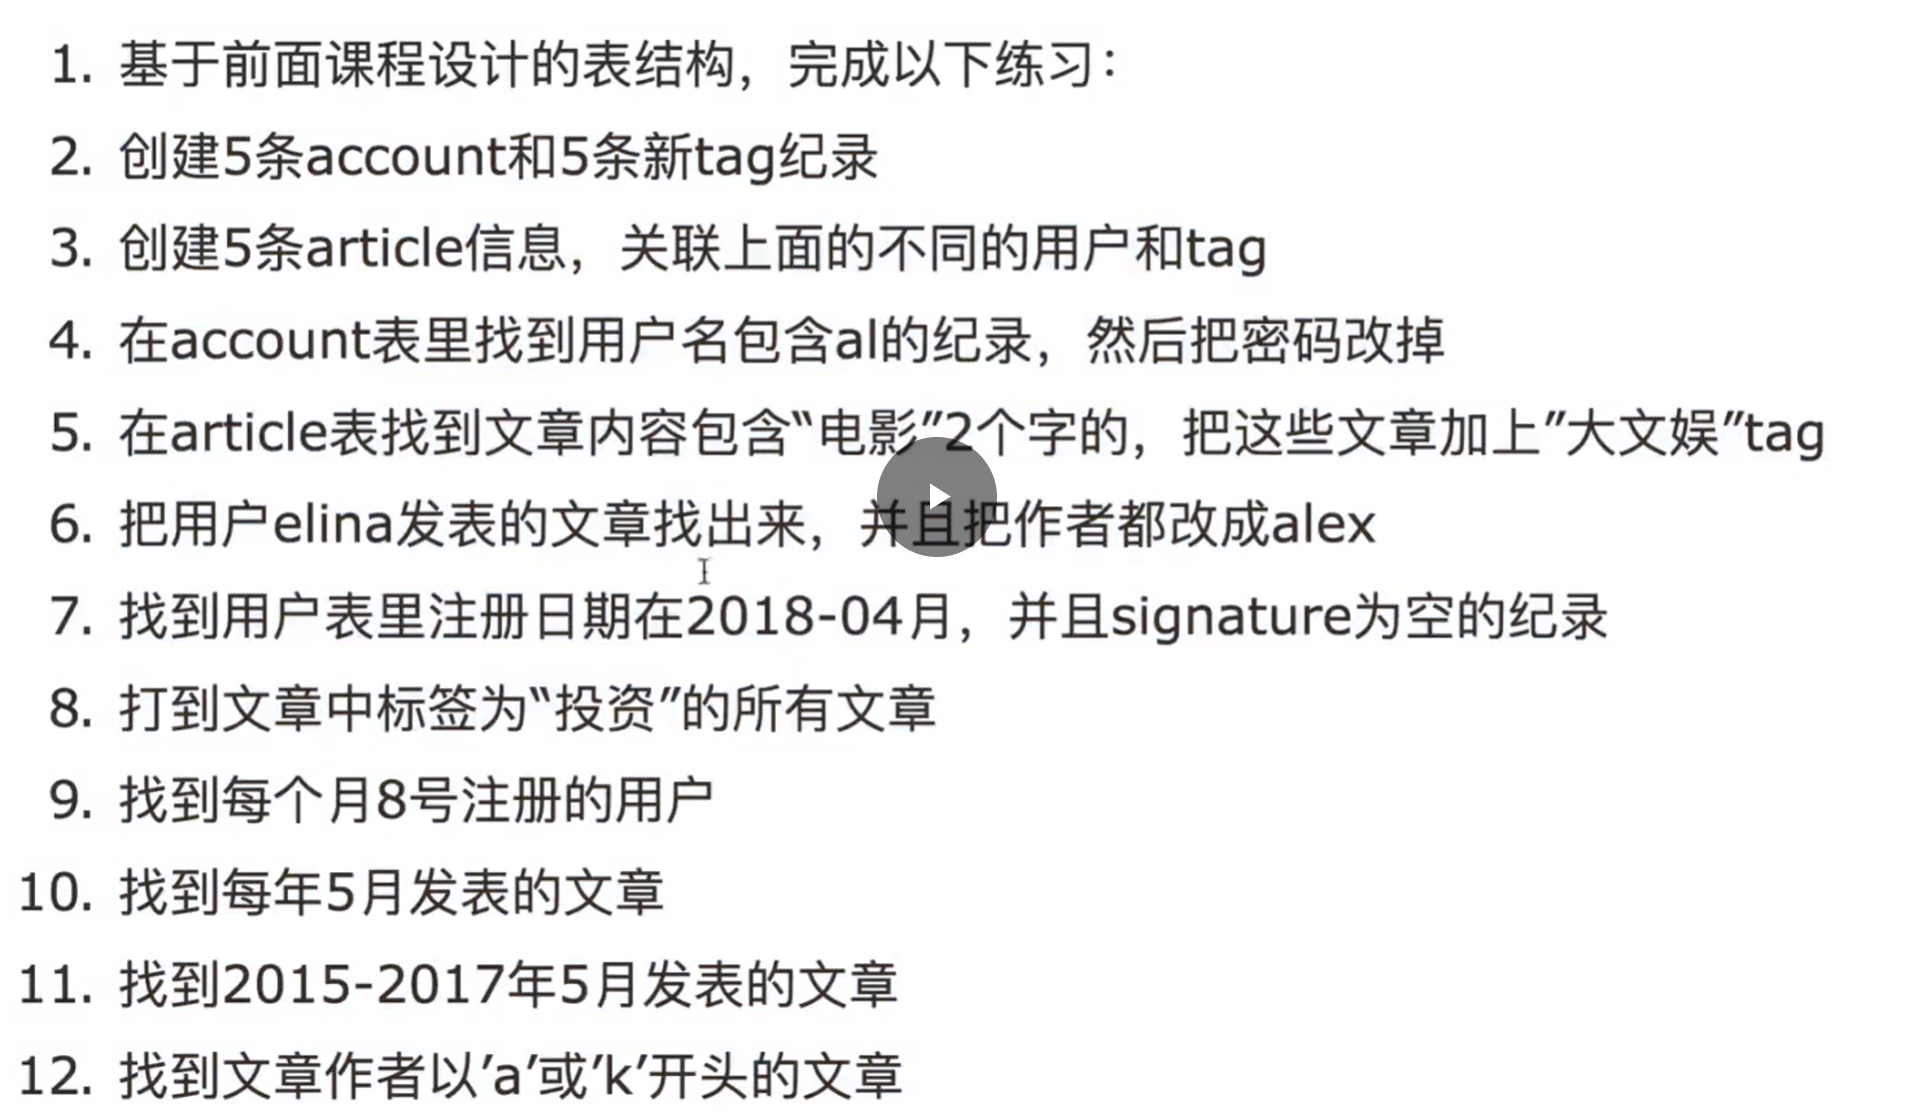 1. 基于前面课程设计的表结构，完成以下练习：
2. 创建5条account和5条新tag纪录
3. 创建5条article信息，关联上面的不同的用户和tag
4. 在account表里找到用户名包含al的纪录，然后把密码改掉
5. 在article表找到文章内容包含“电影”2个字的，把这些文章加上”大文娱”tag
6. 把用户elina发表的文章找出来，并且把作者都改成alex
7. 找到用户表里注册日期在2018-04月，并且signature为空的纪录
8. 打到文章中标签为“投资”的所有文章
9. 找到每个月8号注册的用户
10. 找到每年5月发表的文章
11. 找到2015-2017年5月发表的文章
12. 找到文章作者以’a’或’k’开头的文章